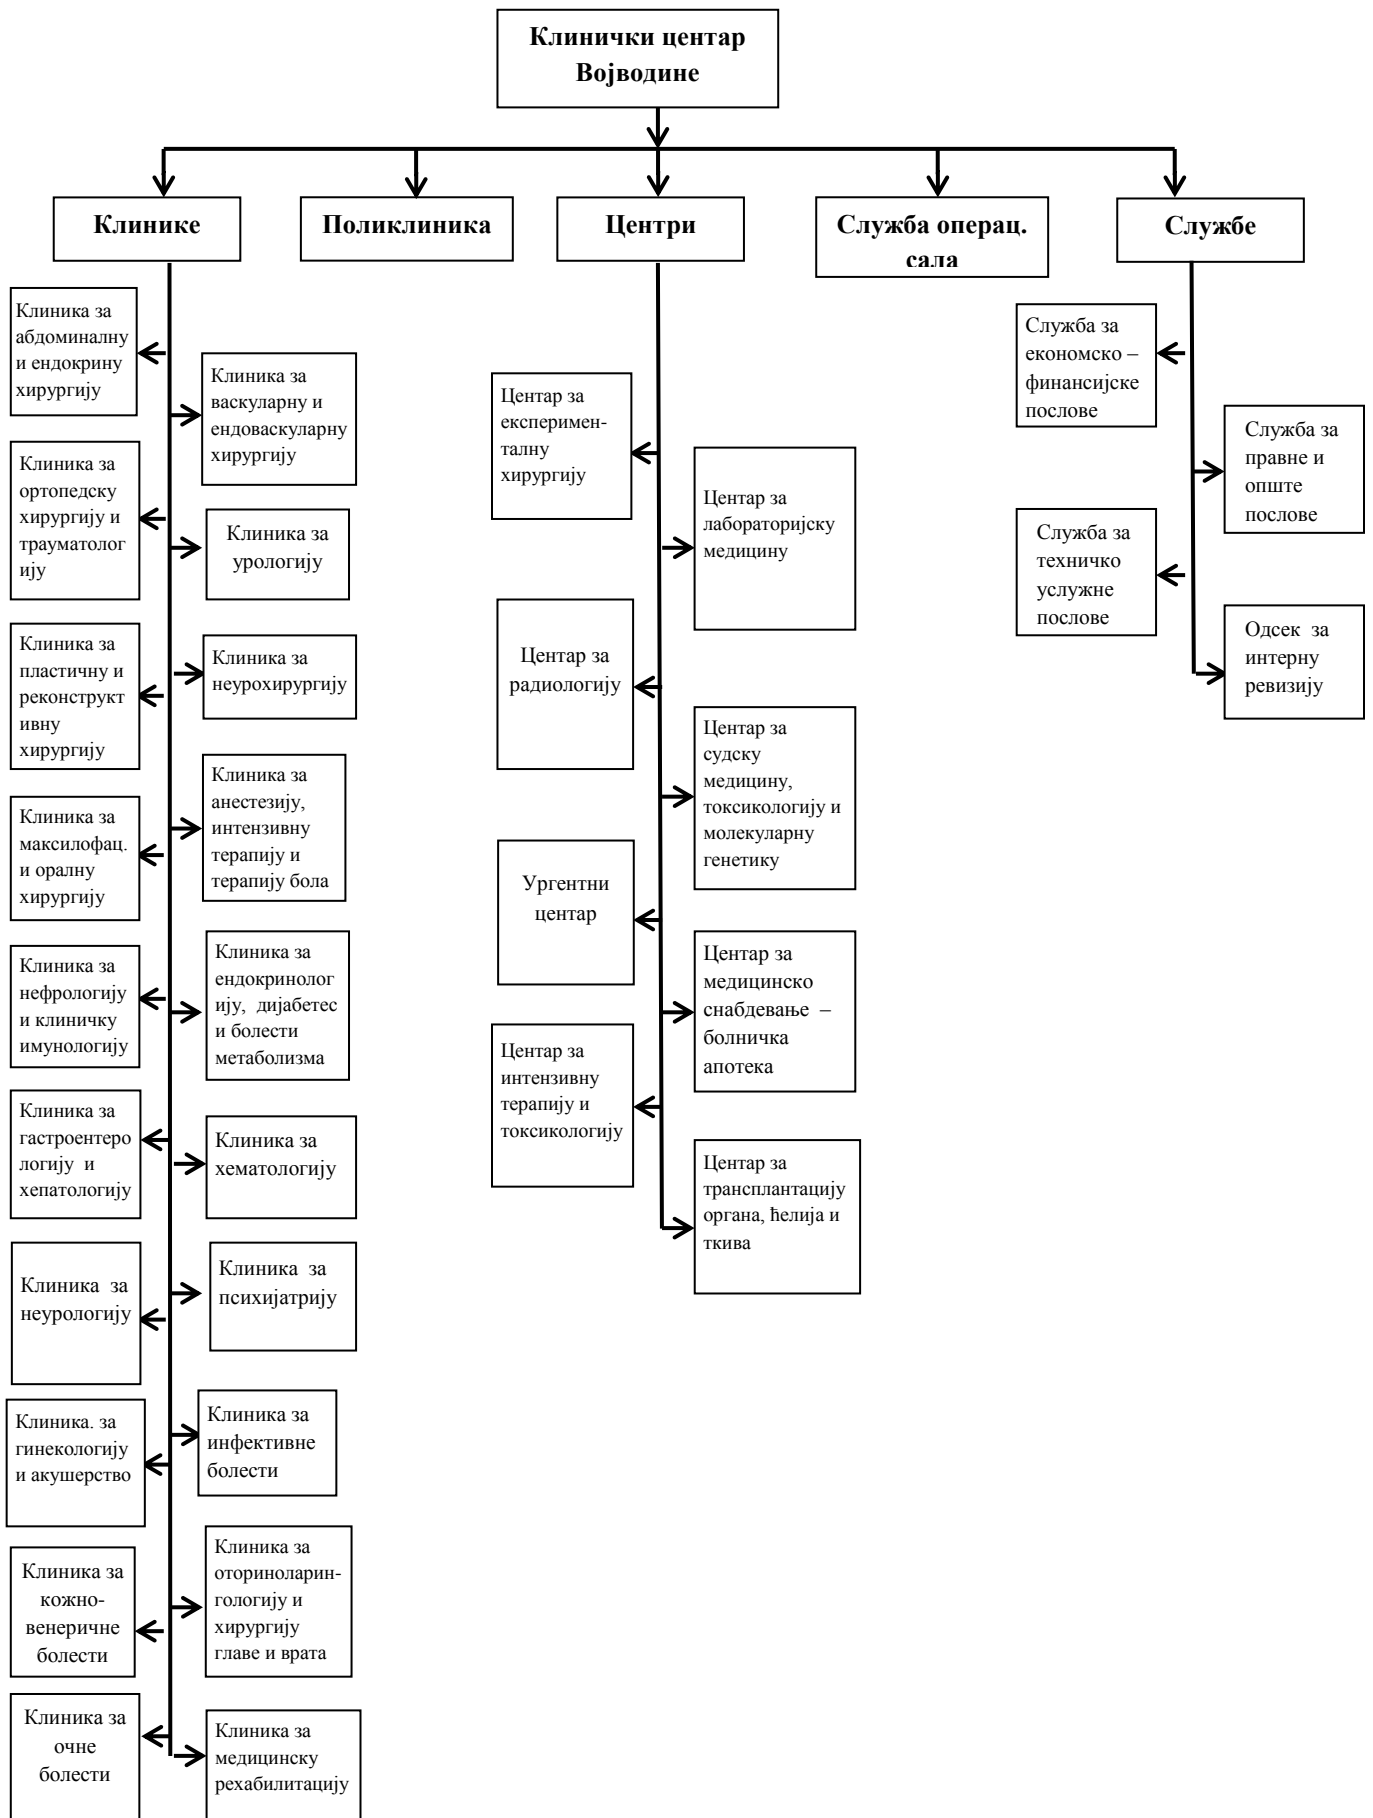 Клинички центар
Војводине
Клинике
Поликлиника
Центри
Служба операц.
сала
Службе
Клиника за
абдоминалну
и ендокрину
хирургију
Клиника за
васкуларну и
ендоваскуларну
хирургију
Клиника за
ортопедску
хирургију и
трауматолог
ију
Клиника за
урологију
Клиника за
пластичну и
реконструкт
ивну
хирургију
Клиника за
неурохирургију
Клиника за
максилофац.
и оралну
хирургију
Клиника за
анестезију,
интензивну
терапију и
терапију бола
Клиника за
нефрологију
и клиничку
имунологију
Клиника за
ендокринолог
ију, дијабетес
и болести
метаболизма
Клиника за
гастроентеро
логију и
хепатологију
Клиника за
хематологију
Клиника за
неурологију
Клиника за
психијатрију
Клиника. за
гинекологију
и акушерство
Клиника за
инфективне
болести
Клиника за
кожно-
венеричне
болести
Клиника за
оториноларин-
гологију и
хирургију
главе и врата
Клиника за
очне
болести
Клиника за
медицинску
рехабилитацију
Центар за
експеримен-
талну
хирургију
Центар за
лабораторијску
медицину
Центар за
радиологију
Центар за
судску
медицину,
токсикологију и
молекуларну
генетику
Ургентни
центар
Центар за
медицинско
снабдевање –
болничка
апотека
Центар за
интензивну
терапију и
токсикологију
Центар за
трансплантацију
органа, ћелија и
ткива
Служба за
економско –
финансијске
послове
Служба за
правне и
опште
послове
Служба за
техничко
услужне
послове
Одсек за
интерну
ревизију